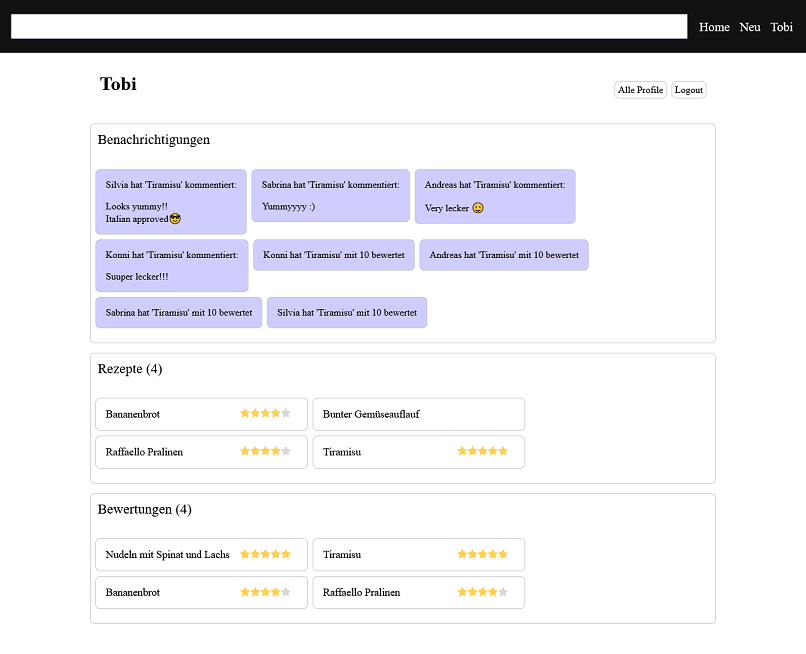 Home Neu Tobi
Tobi
Alle Profile Logout
Benachrichtigungen
Silvia hat 'Tiramisu' kommentiert:
Looks yummy!!
Italian approved😎
Sabrina hat 'Tiramisu' kommentiert:
Yummyyyy :)
Andreas hat 'Tiramisu' kommentiert:
Very lecker 😃
Konni hat 'Tiramisu' kommentiert:
Suuper lecker!!!
Konni hat 'Tiramisu' mit 10 bewertet
Andreas hat 'Tiramisu' mit 10 bewertet
Sabrina hat 'Tiramisu' mit 10 bewertet
Silvia hat 'Tiramisu' mit 10 bewertet
Rezepte (4)
Bananenbrot
Bunter Gemüseauflauf
Raffaello Pralinen
Tiramisu
Bewertungen (4)
Nudeln mit Spinat und Lachs
Tiramisu
Bananenbrot
Raffaello Pralinen